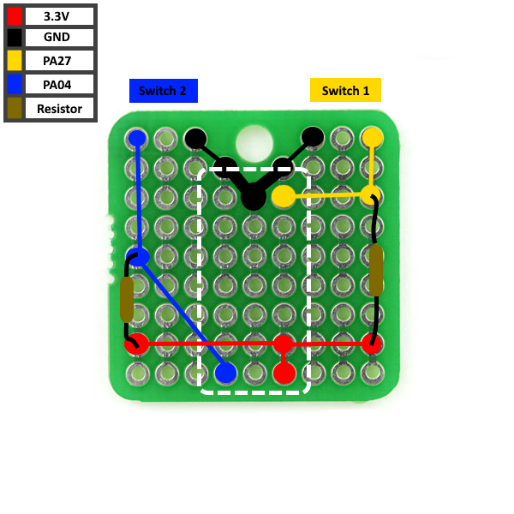 3.3V
GND
PA27
PA04
Resistor
Switch 2
Switch 1